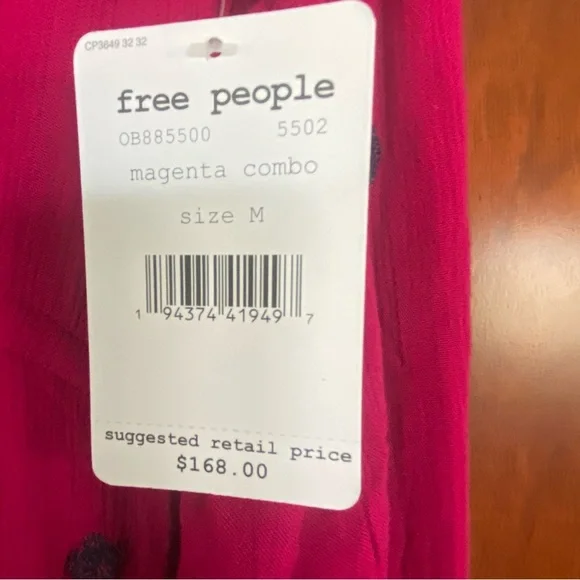 CP3649 32 32
free people
OB885500 5502
magenta combo
size M
1 94374 41949 7
suggested retail price
$168.00